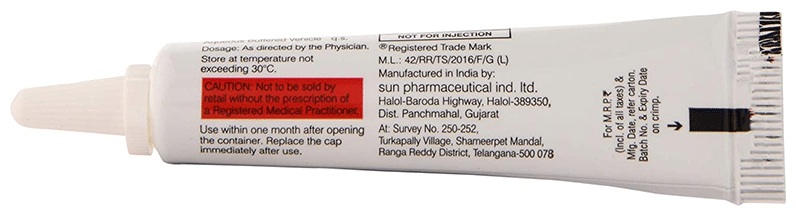 Aqueous Buffered Vehicle q.s.
Dosage: As directed by the Physician.
Store at temperature not
exceeding 30°C.
CAUTION: Not to be sold by
retail without the prescription of
a Registered Medical Practitioner.
Use within one month after opening
the container. Replace the cap
immediately after use.
NOT FOR INJECTION
®Registered Trade Mark
M.L.: 42/RR/TS/2016/F/G (L)
Manufactured in India by:
sun pharmaceutical ind. ltd.
Halol-Baroda Highway, Halol-389350,
Dist. Panchmahal, Gujarat
At: Survey No. 250-252,
Turkapally Village, Shameerpet Mandal,
Ranga Reddy District, Telangana-500 078
For M.R.P.₹
(Incl. of all taxes) &
Mfg. Date, refer carton.
Batch No. & Expiry Date
on crimp.